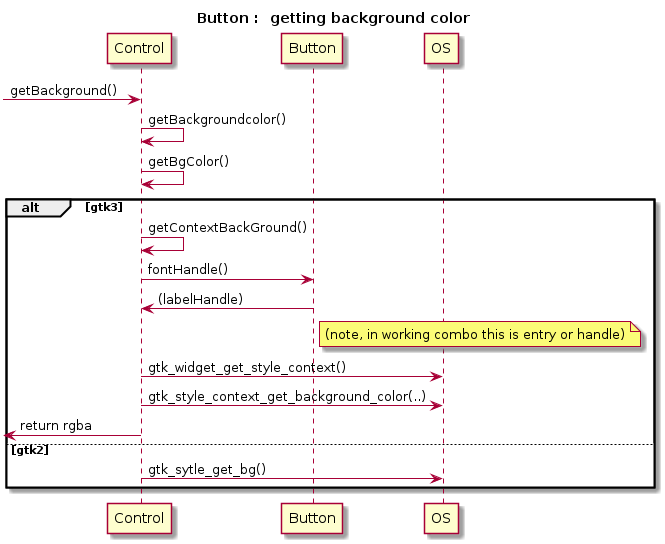 Button :  getting background color
Control Button OS
getBackground()
getBackgroundcolor()
getBgColor()
alt [gtk3]
getContextBackGround()
fontHandle()
(labelHandle)
(note, in working combo this is entry or handle)
gtk_widget_get_style_context()
gtk_style_context_get_background_color(..)
return rgba
[gtk2]
gtk_sytle_get_bg()
Control Button OS